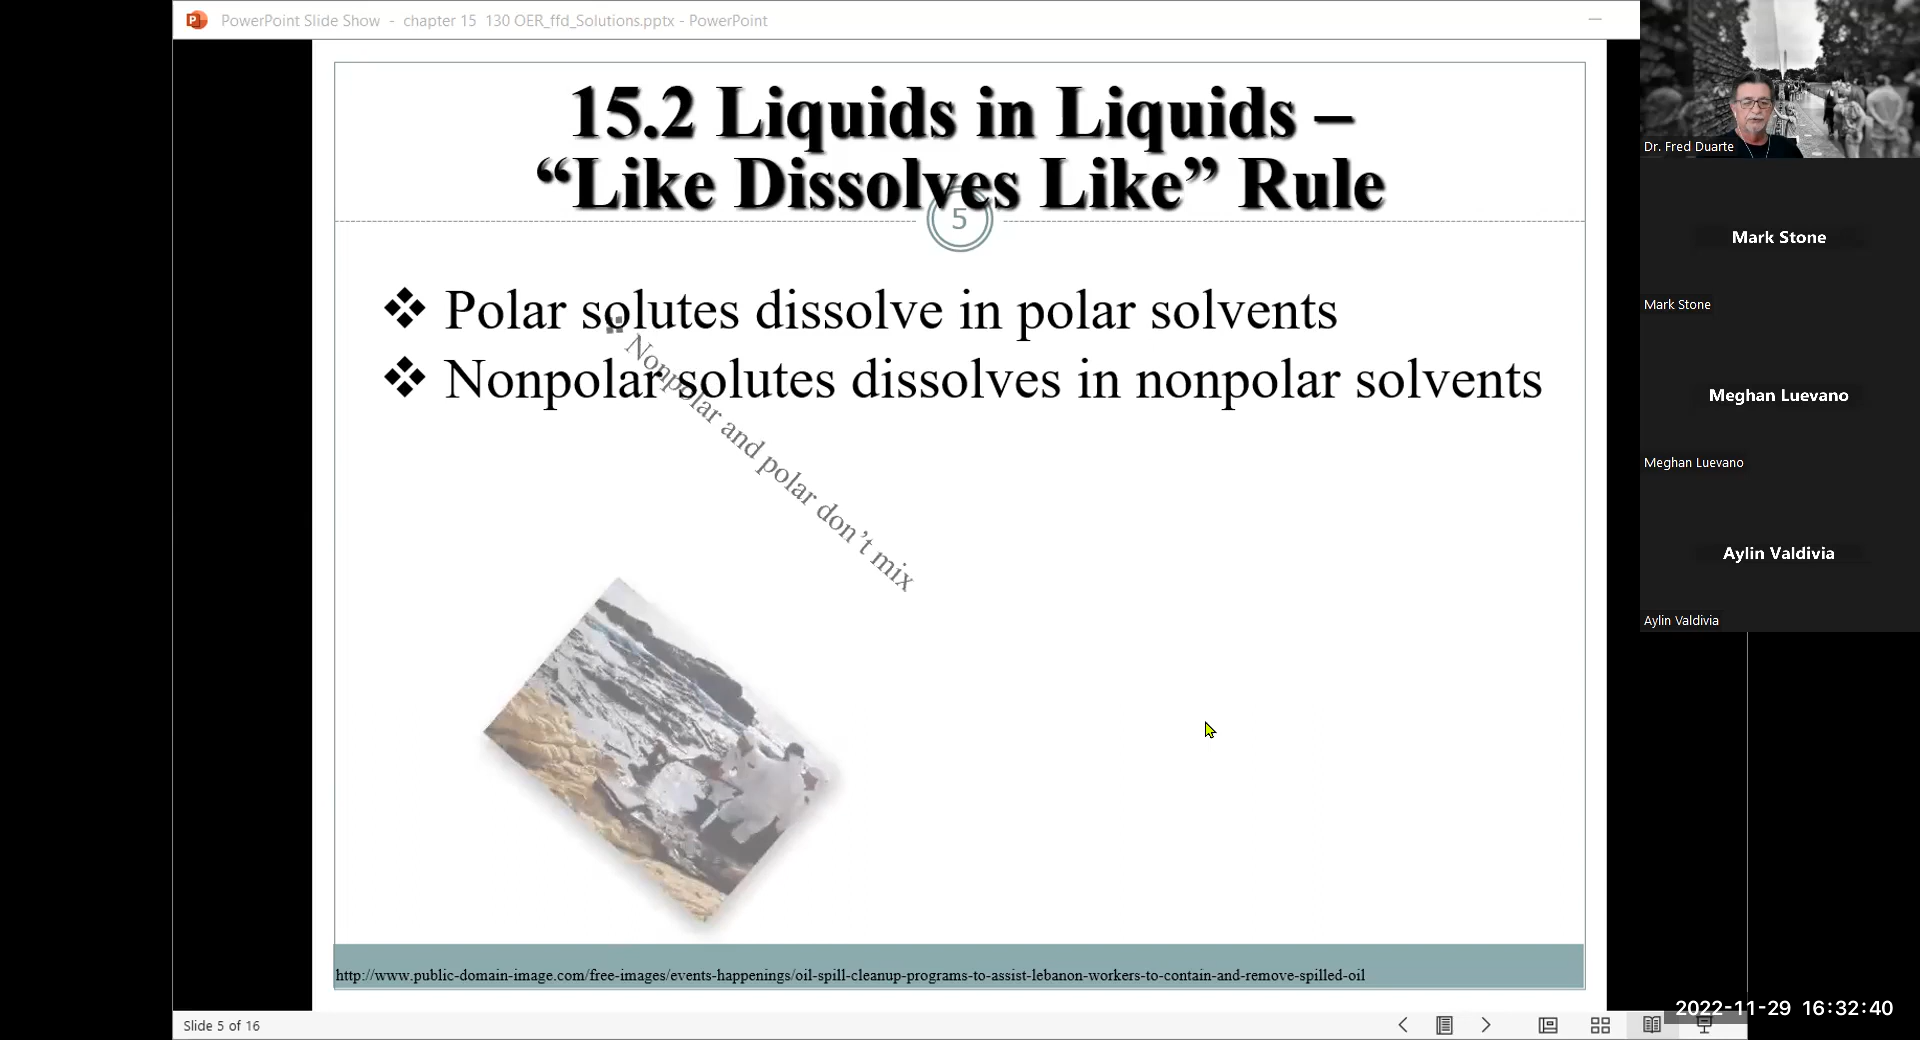 PowerPoint Slide Show - chapter 15 130 OER_ffd_Solutions.pptx - PowerPoint
15.2 Liquids in Liquids –
“Like Dissolves Like” Rule
5
❖ Polar solutes dissolve in polar solvents
❖ Nonpolar solutes dissolves in nonpolar solvents
Nonpolar and polar don’t mix
http://www.public-domain-image.com/free-images/events-happenings/oil-spill-cleanup-programs-to-assist-lebanon-workers-to-contain-and-remove-spilled-oil
Slide 5 of 16
Dr. Fred Duarte
Mark Stone
Mark Stone
Meghan Luevano
Meghan Luevano
Aylin Valdivia
Aylin Valdivia
2022-11-29 16:32:40